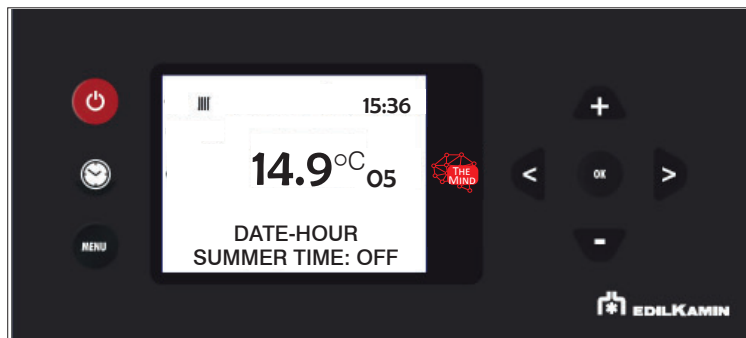 15:36
14.9°C 05
THE
MIND
DATE-HOUR
SUMMER TIME: OFF
MENU
+
<
OK
>
-
EDILKAMIN